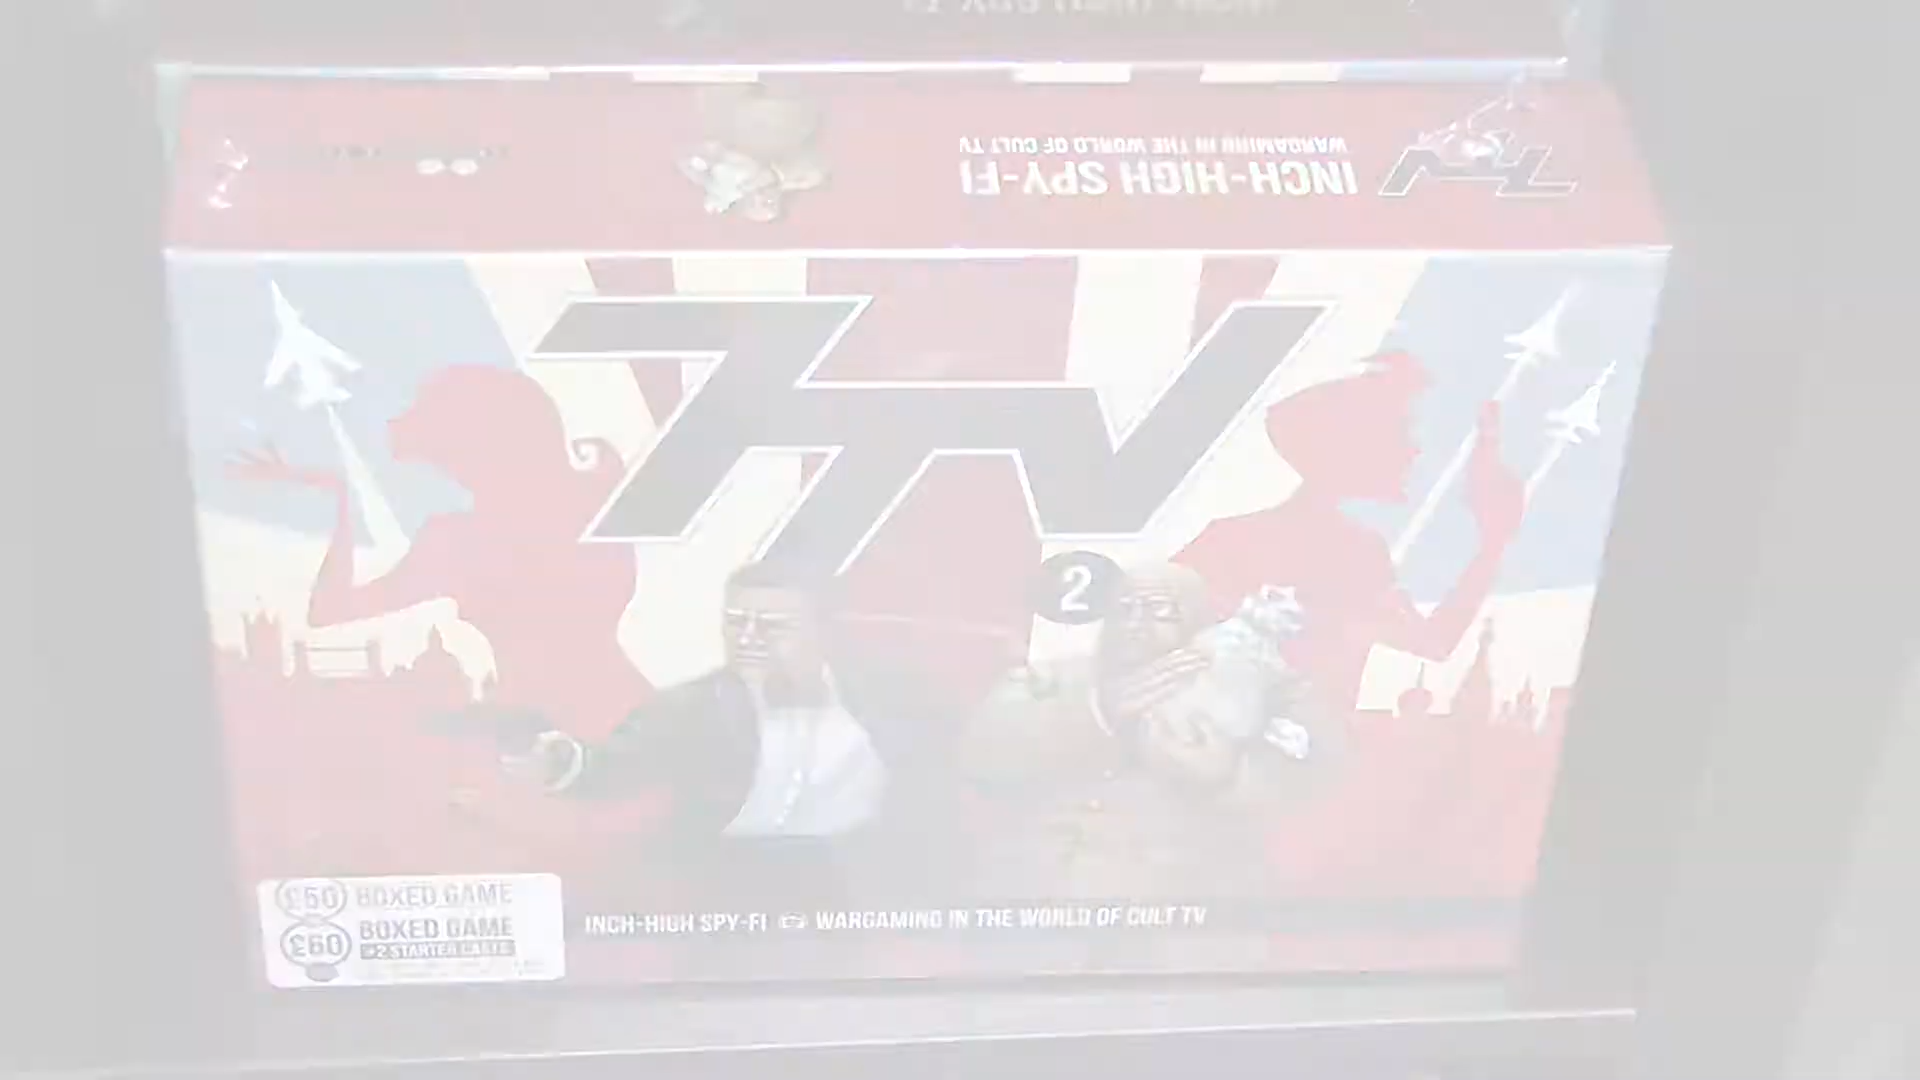 WARGAMING IN THE WORLD OF CULT TV
INCH-HIGH SPY-FI
7TV
7TV
2
£50 BOXED GAME
£60 BOXED GAME
+2 STARTER CASTS
INCH-HIGH SPY-FI WARGAMING IN THE WORLD OF CULT TV